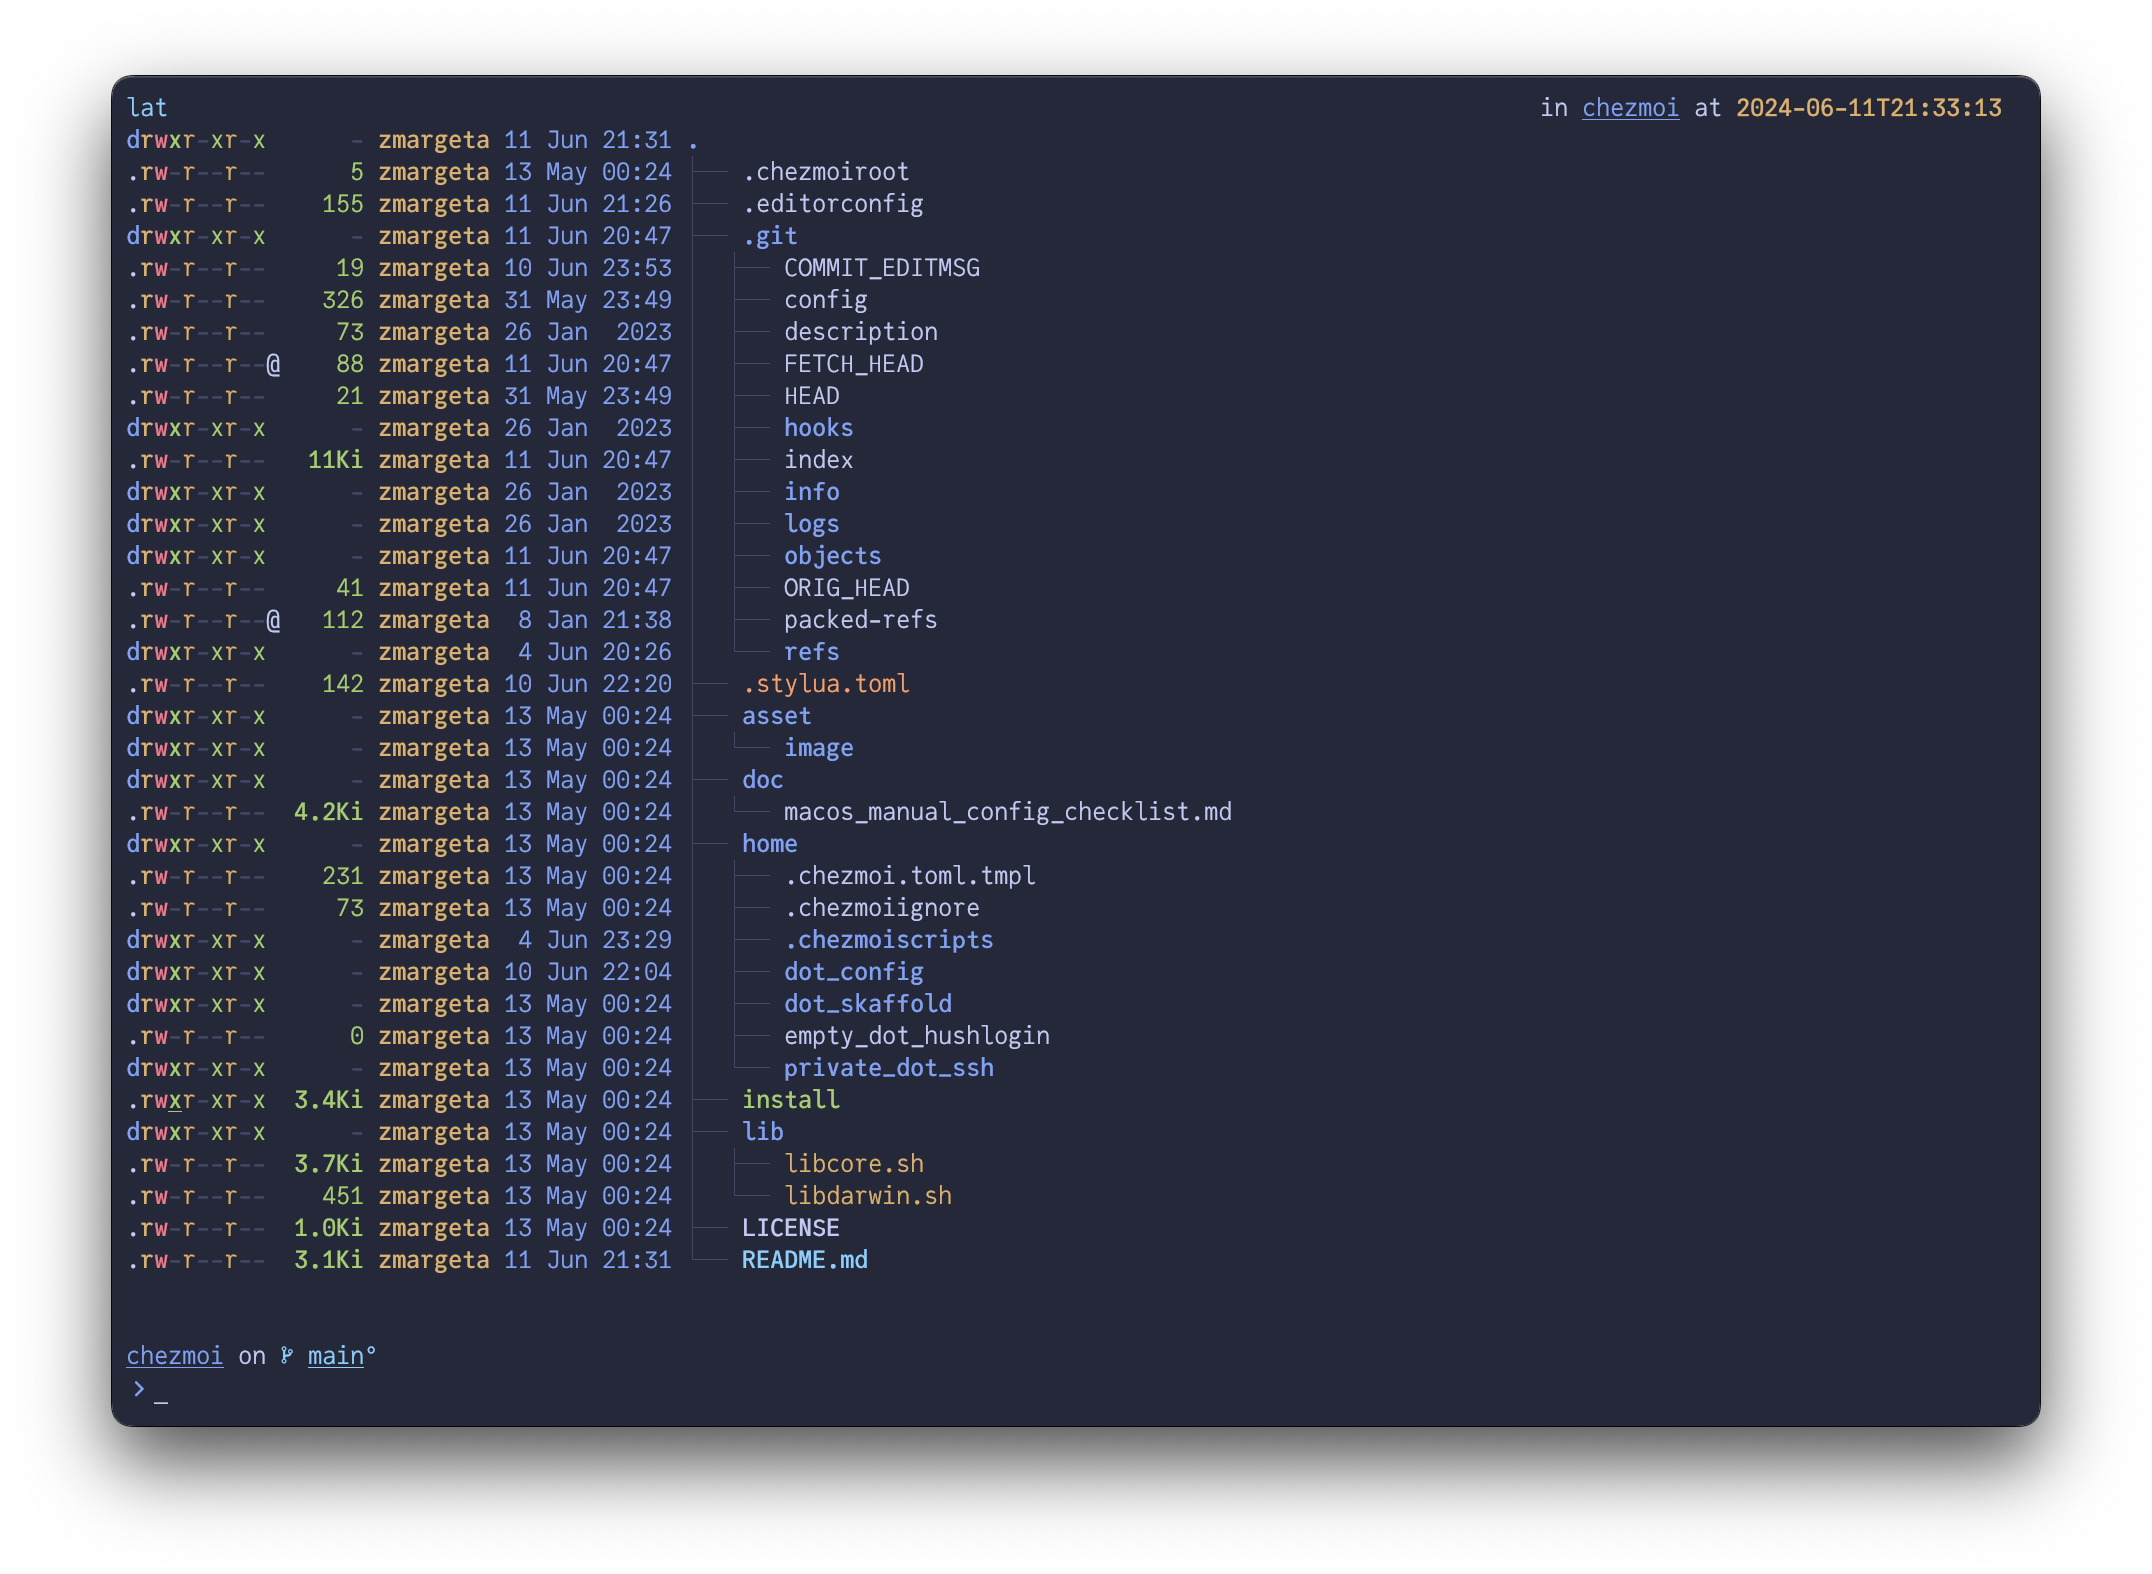 lat in chezmoi at 2024-06-11T21:33:13
drwxr-xr-x - zmargeta 11 Jun 21:31 .
.rw-r--r-- 5 zmargeta 13 May 00:24 ├── .chezmoiroot
.rw-r--r-- 155 zmargeta 11 Jun 21:26 ├── .editorconfig
drwxr-xr-x - zmargeta 11 Jun 20:47 ├── .git
.rw-r--r-- 19 zmargeta 10 Jun 23:53 │  ├── COMMIT_EDITMSG
.rw-r--r-- 326 zmargeta 31 May 23:49 │  ├── config
.rw-r--r-- 73 zmargeta 26 Jan 2023 │  ├── description
.rw-r--r--@ 88 zmargeta 11 Jun 20:47 │  ├── FETCH_HEAD
.rw-r--r-- 21 zmargeta 31 May 23:49 │  ├── HEAD
drwxr-xr-x - zmargeta 26 Jan 2023 │  ├── hooks
.rw-r--r-- 11Ki zmargeta 11 Jun 20:47 │  ├── index
drwxr-xr-x - zmargeta 26 Jan 2023 │  ├── info
drwxr-xr-x - zmargeta 26 Jan 2023 │  ├── logs
drwxr-xr-x - zmargeta 11 Jun 20:47 │  ├── objects
.rw-r--r-- 41 zmargeta 11 Jun 20:47 │  ├── ORIG_HEAD
.rw-r--r--@ 112 zmargeta 8 Jan 21:38 │  ├── packed-refs
drwxr-xr-x - zmargeta 4 Jun 20:26 │  └── refs
.rw-r--r-- 142 zmargeta 10 Jun 22:20 ├── .stylua.toml
drwxr-xr-x - zmargeta 13 May 00:24 ├── asset
drwxr-xr-x - zmargeta 13 May 00:24 │  └── image
drwxr-xr-x - zmargeta 13 May 00:24 ├── doc
.rw-r--r-- 4.2Ki zmargeta 13 May 00:24 │  └── macos_manual_config_checklist.md
drwxr-xr-x - zmargeta 13 May 00:24 ├── home
.rw-r--r-- 231 zmargeta 13 May 00:24 │  ├── .chezmoi.toml.tmpl
.rw-r--r-- 73 zmargeta 13 May 00:24 │  ├── .chezmoiignore
drwxr-xr-x - zmargeta 4 Jun 23:29 │  ├── .chezmoiscripts
drwxr-xr-x - zmargeta 10 Jun 22:04 │  ├── dot_config
drwxr-xr-x - zmargeta 13 May 00:24 │  ├── dot_skaffold
.rw-r--r-- 0 zmargeta 13 May 00:24 │  ├── empty_dot_hushlogin
drwxr-xr-x - zmargeta 13 May 00:24 │  └── private_dot_ssh
.rwxr-xr-x 3.4Ki zmargeta 13 May 00:24 ├── install
drwxr-xr-x - zmargeta 13 May 00:24 ├── lib
.rw-r--r-- 3.7Ki zmargeta 13 May 00:24 │  ├── libcore.sh
.rw-r--r-- 451 zmargeta 13 May 00:24 │  └── libdarwin.sh
.rw-r--r-- 1.0Ki zmargeta 13 May 00:24 ├── LICENSE
.rw-r--r-- 3.1Ki zmargeta 11 Jun 21:31 └── README.md
chezmoi on main°
❯ _